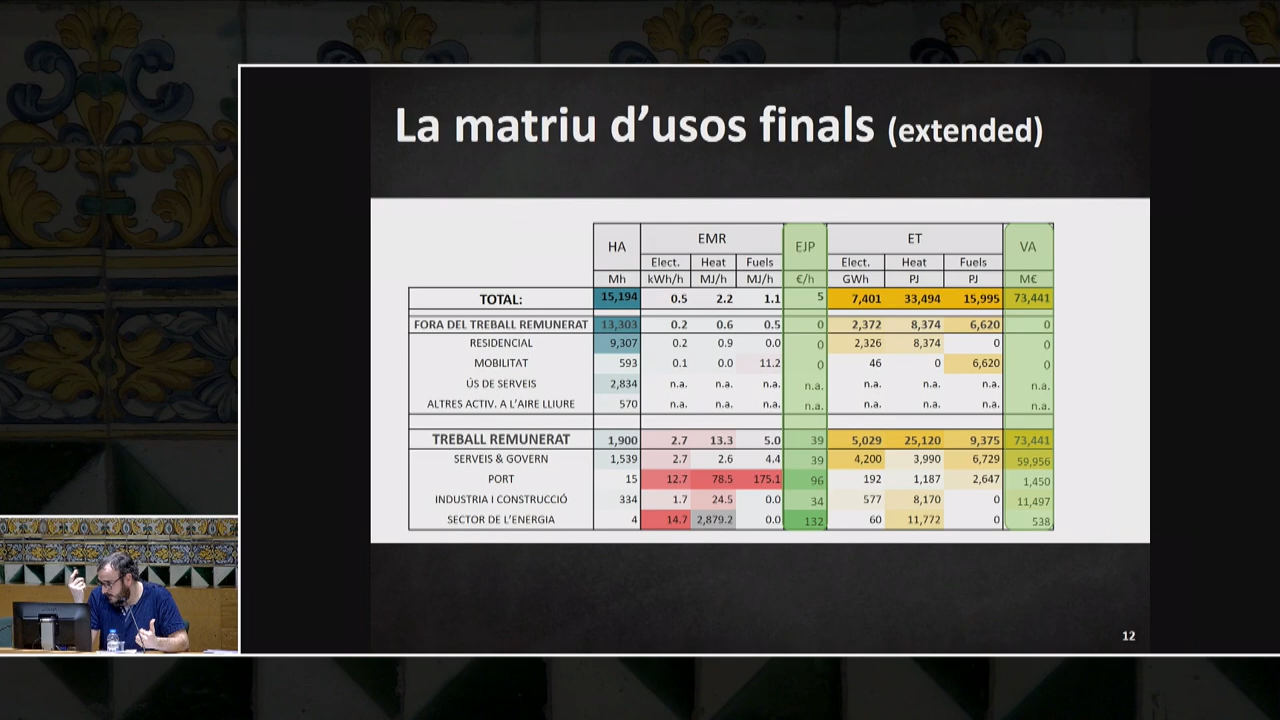 La matriu d’usos finals (extended)
HA EMR EJP ET VA
Elect. Heat Fuels Elect. Heat Fuels
Mh kWh/h MJ/h MJ/h €/h GWh PJ PJ M€
TOTAL: 15,194 0.5 2.2 1.1 5 7,401 33,494 15,995 73,441
FORA DEL TREBALL REMUNERAT 13,303 0.2 0.6 0.5 0 2,372 8,374 6,620 0
RESIDENCIAL 9,307 0.2 0.9 0.0 0 2,326 8,374 0 0
MOBILITAT 593 0.1 0.0 11.2 0 46 0 6,620 0
ÚS DE SERVEIS 2,834 n.a. n.a. n.a. n.a. n.a. n.a. n.a. n.a.
ALTRES ACTIV. A L’AIRE LLIURE 570 n.a. n.a. n.a. n.a. n.a. n.a. n.a. n.a.
TREBALL REMUNERAT 1,900 2.7 13.3 5.0 39 5,029 25,120 9,375 73,441
SERVEIS & GOVERN 1,539 2.7 2.6 4.4 39 4,200 3,990 6,729 59,956
PORT 15 12.7 78.5 175.1 96 192 1,187 2,647 1,450
INDUSTRIA I CONSTRUCCIÓ 334 1.7 24.5 0.0 34 577 8,170 0 11,497
SECTOR DE L’ENERGIA 4 14.7 2,879.2 0.0 132 60 11,772 0 538
12